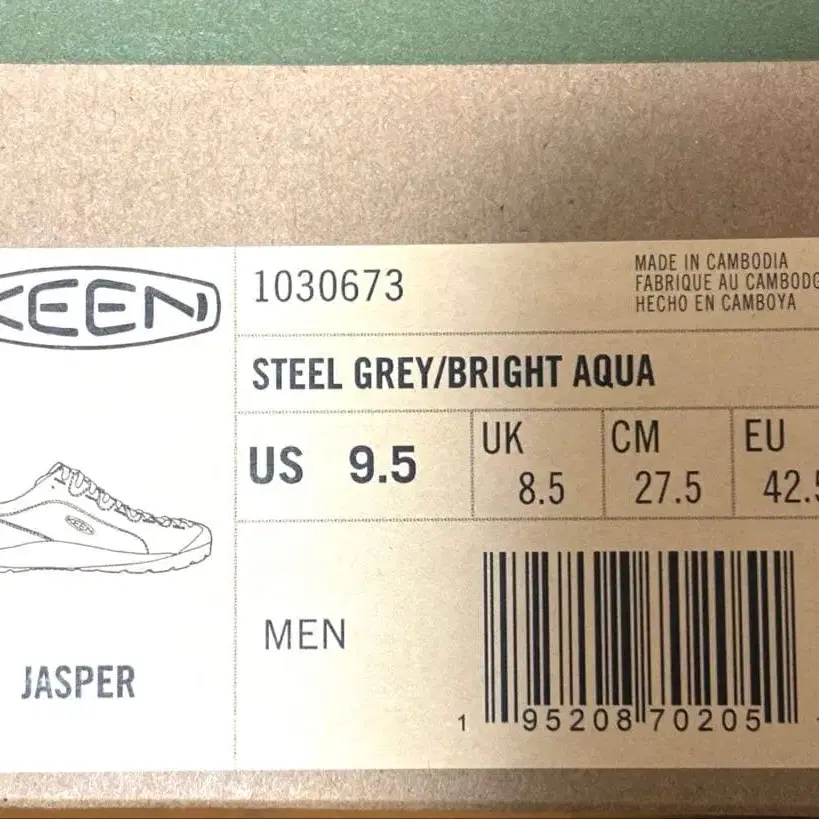 KEEN
1030673
MADE IN CAMBODIA
FABRIQUE AU CAMBODG
HECHO EN CAMBOYA
STEEL GREY/BRIGHT AQUA
US 9.5
UK 8.5
CM 27.5
EU 42.5
MEN
JASPER
1 95208 70205